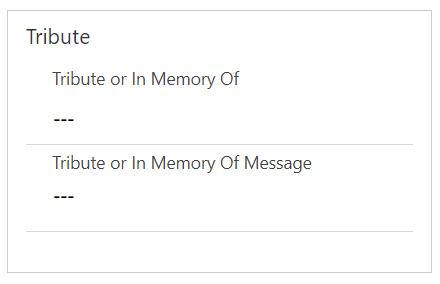 Tribute
Tribute or In Memory Of
---
Tribute or In Memory Of Message
---